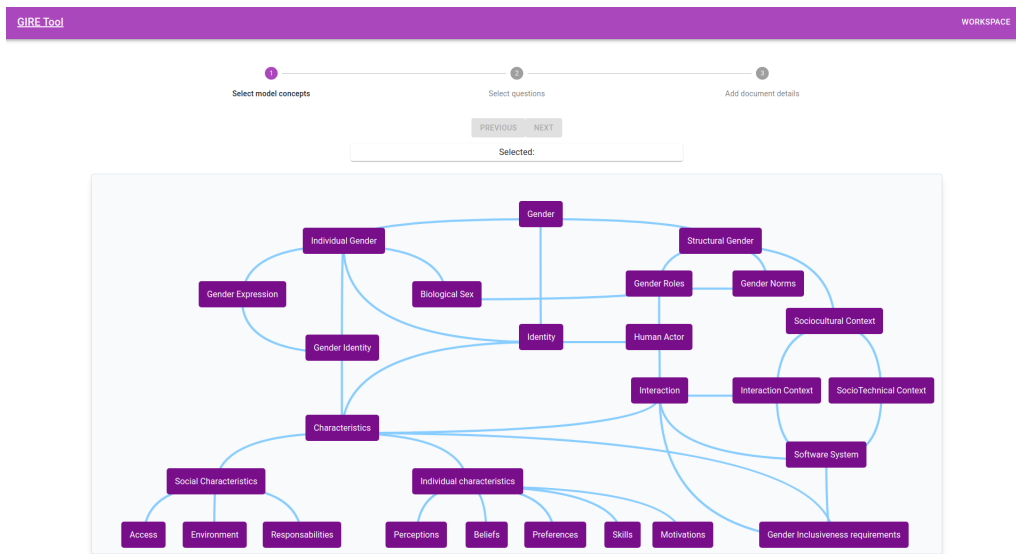 GIRE Tool
WORKSPACE
1
2
3
Select model concepts
Select questions
Add document details
PREVIOUS
NEXT
Selected:
Gender
Individual Gender
Structural Gender
Gender Expression
Biological Sex
Gender Roles
Gender Norms
Sociocultural Context
Gender Identity
Identity
Human Actor
Interaction
Interaction Context
SocioTechnical Context
Characteristics
Software System
Social Characteristics
Individual characteristics
Access
Environment
Responsabilities
Perceptions
Beliefs
Preferences
Skills
Motivations
Gender Inclusiveness requirements